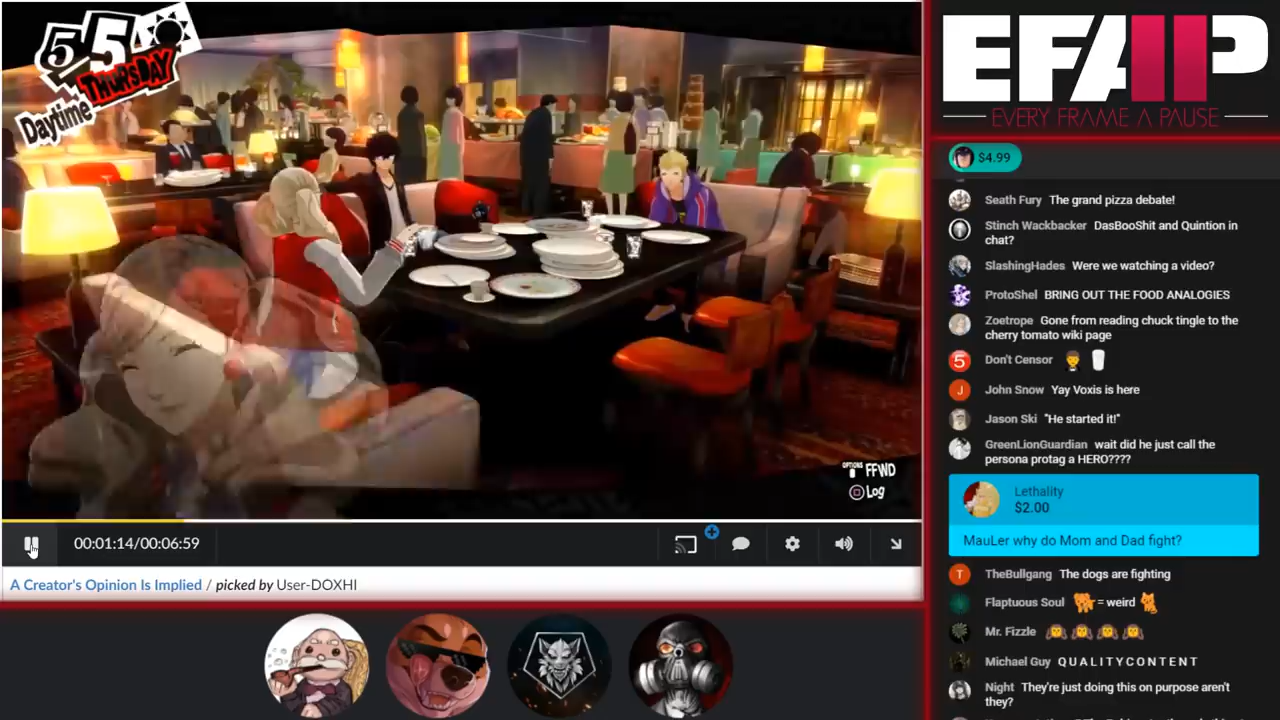 5/5
THURSDAY
Daytime
OPTIONS FFWD
Log
00:01:14/00:06:59
A Creator's Opinion Is Implied / picked by User-DOXHI
EFAP
EVERY FRAME A PAUSE
$4.99
Seath Fury The grand pizza debate!
Stinch Wackbacker DasBooShit and Quintion in
chat?
SlashingHades Were we watching a video?
ProtoShel BRING OUT THE FOOD ANALOGIES
Zoetrope Gone from reading chuck tingle to the
cherry tomato wiki page
5 Don't Censor
J John Snow Yay Voxis is here
Jason Ski "He started it!"
GreenLionGuardian wait did he just call the
persona protag a HERO????
Lethality
$2.00
MauLer why do Mom and Dad fight?
T TheBullgang The dogs are fighting
Flaptuous Soul = weird
Mr. Fizzle
Michael Guy Q U A L I T Y C O N T E N T
Night They're just doing this on purpose aren't
they?